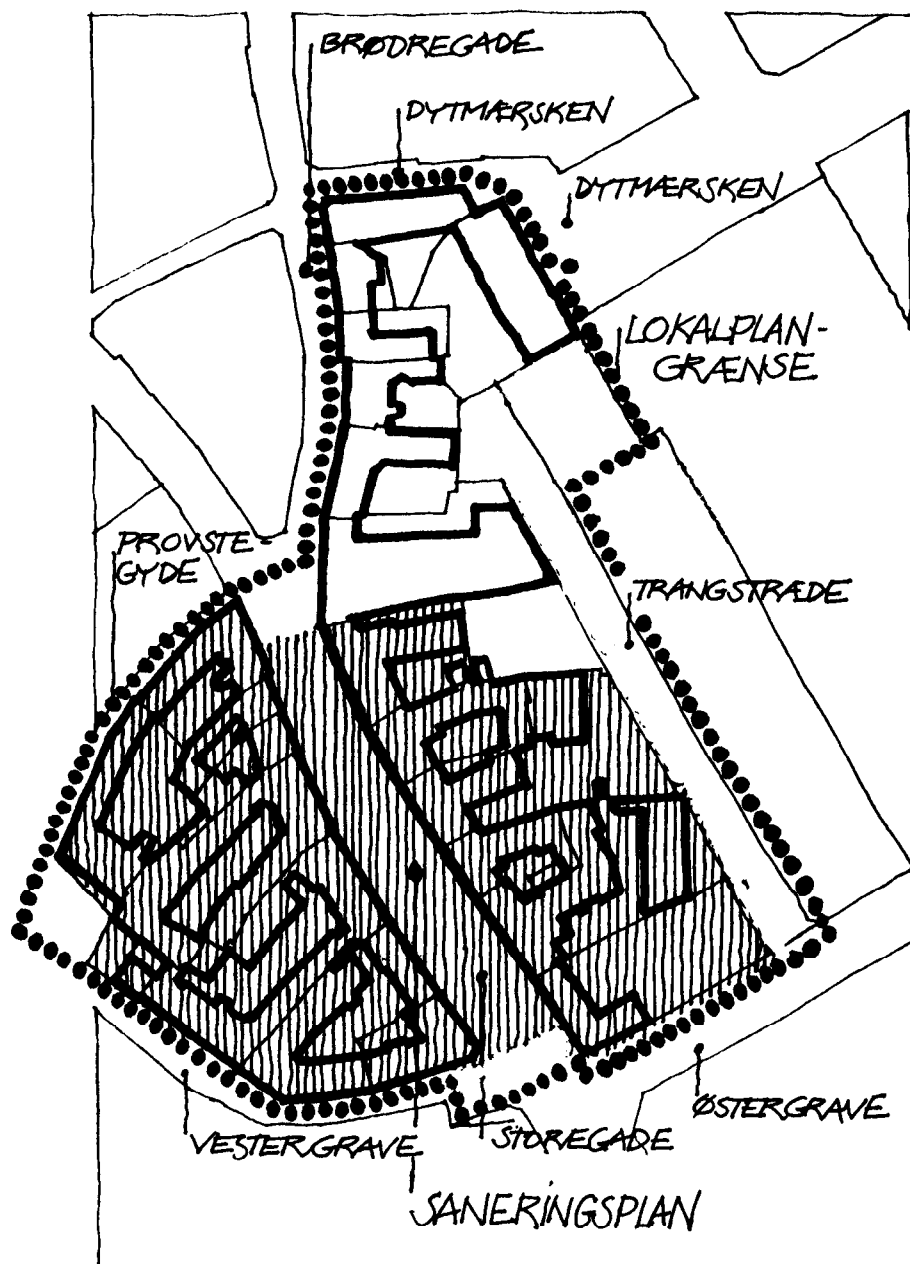 BRØDREGADE
DYTMÆRSKEN
DYTMÆRSKEN
LOKALPLAN-
GRÆNSE
PROVSTE-
GYDE
TRANGSTRÆDE
ØSTERGRAVE
VESTERGRAVE
STOREGADE
SANERINGSPLAN